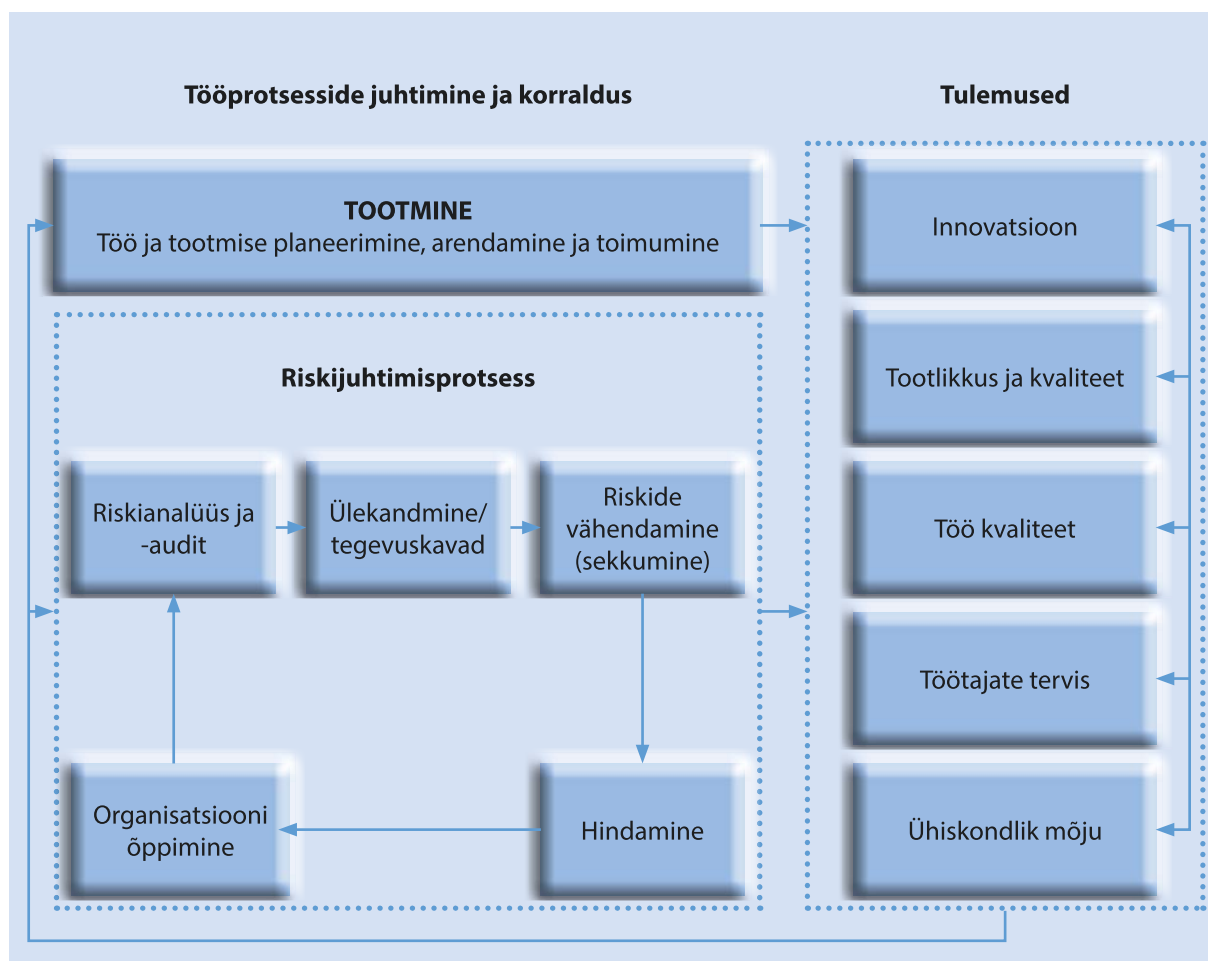 Tööprotsesside juhtimine ja korraldus
Tulemused
TOOTMINE
Töö ja tootmise planeerimine, arendamine ja toimumine
Riskijuhtimisprotsess
Riskianalüüs ja
-audit
Ülekandmine/
tegevuskavad
Riskide
vähendamine
(sekkumine)
Organisatsiooni
õppimine
Hindamine
Innovatsioon
Tootlikkus ja kvaliteet
Töö kvaliteet
Töötajate tervis
Ühiskondlik mõju